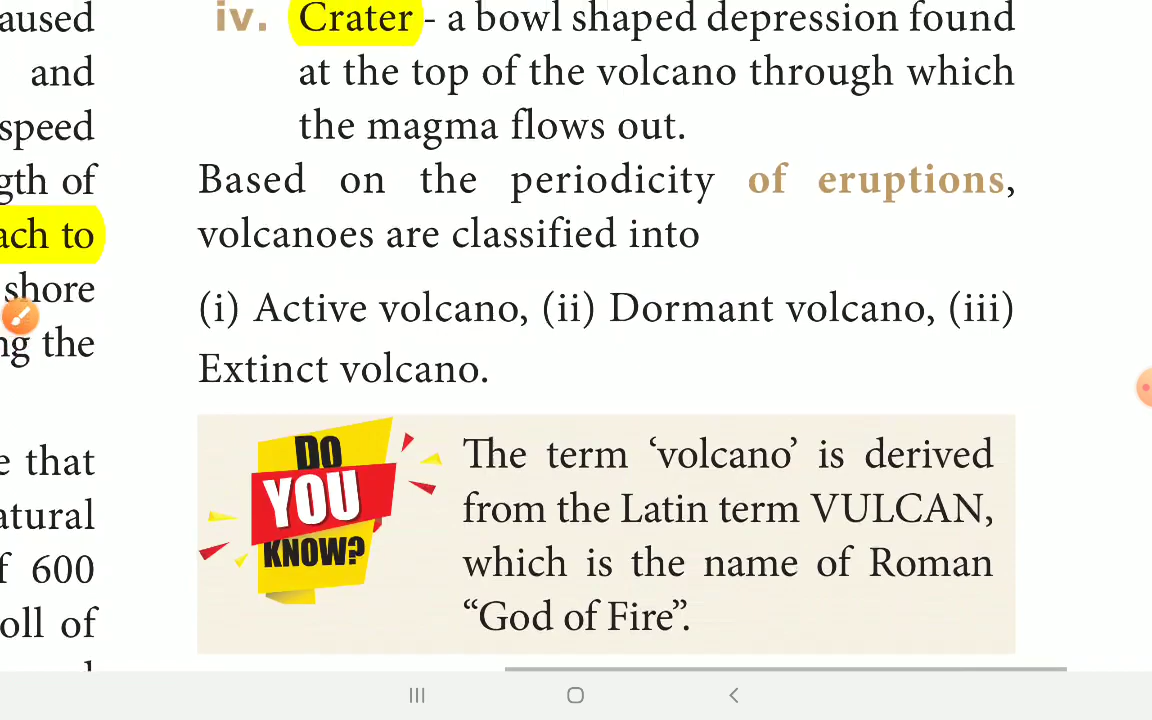 aused
and
speed
gth of
ach to
shore
ng the
e that
atural
f 600
oll of
iv. Crater - a bowl shaped depression found
at the top of the volcano through which
the magma flows out.
Based on the periodicity of eruptions,
volcanoes are classified into
(i) Active volcano, (ii) Dormant volcano, (iii)
Extinct volcano.
DO
YOU
KNOW?
The term ‘volcano’ is derived
from the Latin term VULCAN,
which is the name of Roman
“God of Fire”.